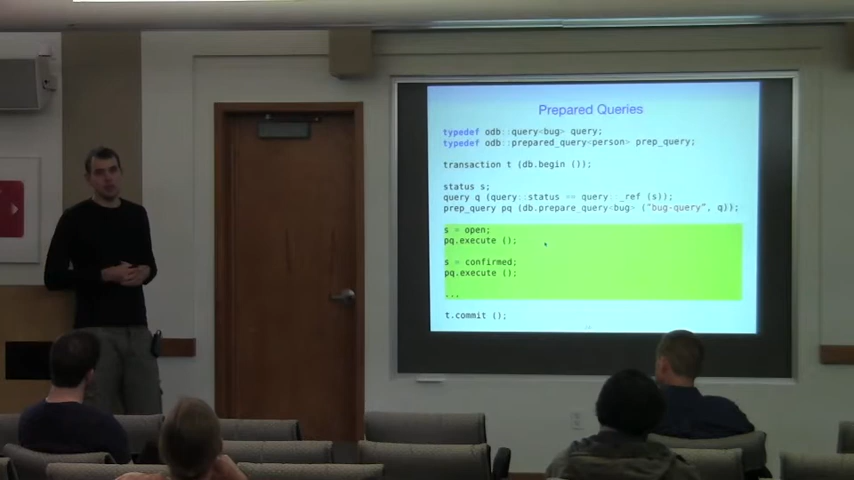 Prepared Queries
typedef odb::query<bug> query;
typedef odb::prepared_query<person> prep_query;
transaction t (db.begin ());
status s;
query q (query::status == query::_ref (s));
prep_query pq (db.prepare_query<bug> ("bug-query", q));
s = open;
pq.execute ();
s = confirmed;
pq.execute ();
...
t.commit ();